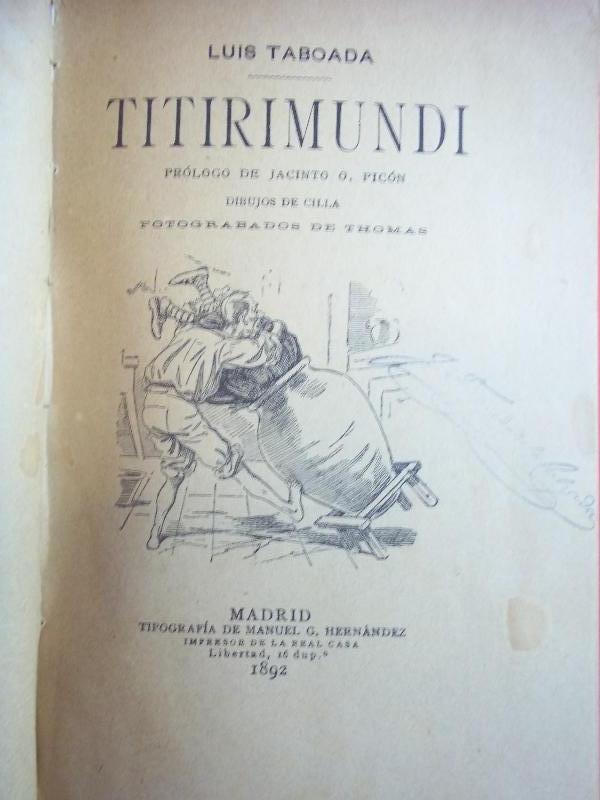 LUIS TABOADA
TITIRIMUNDI
PRÓLOGO DE JACINTO O. PICÓN
DIBUJOS DE CILLA
FOTOGRABADOS DE THOMAS
MADRID
TIPOGRAFÍA DE MANUEL G. HERNÁNDEZ
IMPRESOR DE LA REAL CASA
Libertad, 16 dup.º
1892